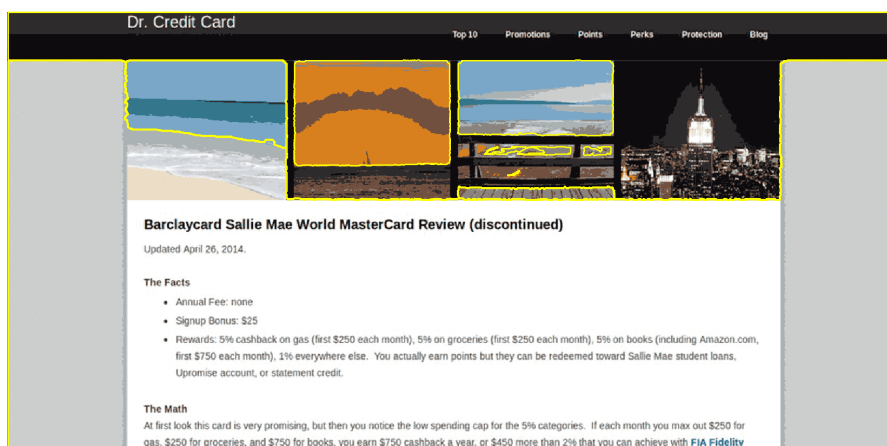 Dr. Credit Card
Top 10 Promotions Points Perks Protection Blog
Barclaycard Sallie Mae World MasterCard Review (discontinued)
Updated April 26, 2014.
The Facts
Annual Fee: none
Signup Bonus: $25
Rewards: 5% cashback on gas (first $250 each month), 5% on groceries (first $250 each month), 5% on books (including Amazon.com,
first $750 each month), 1% everywhere else.  You actually earn points but they can be redeemed toward Sallie Mae student loans,
Upromise account, or statement credit.
The Math
At first look this card is very promising, but then you notice the low spending cap for the 5% categories.  If each month you max out $250 for
gas, $250 for groceries, and $750 for books, you earn $750 cashback a year, or $450 more than 2% that you can achieve with FIA Fidelity